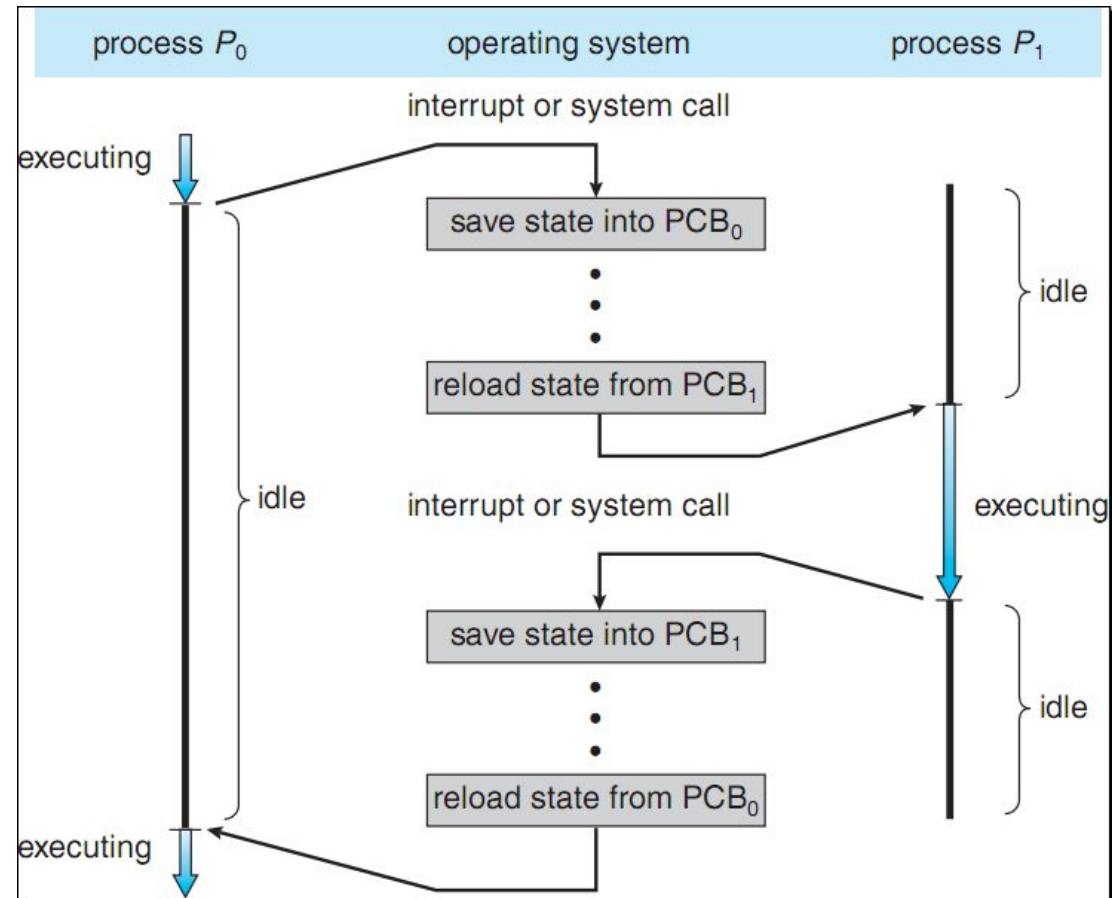 process P₀ operating system process P₁
interrupt or system call
executing
save state into PCB₀
idle
reload state from PCB₁
idle
interrupt or system call
executing
save state into PCB₁
idle
reload state from PCB₀
executing